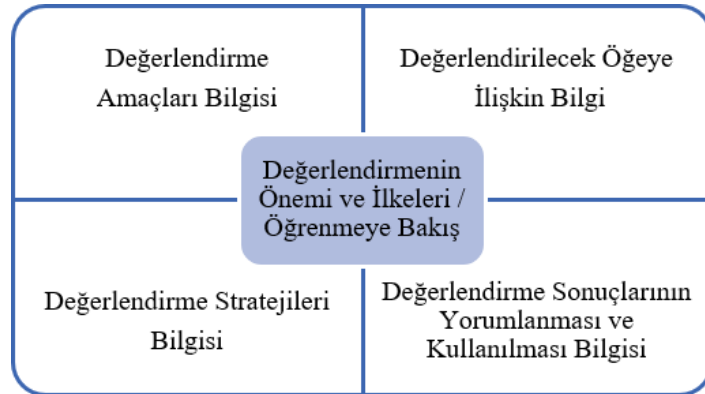 Değerlendirme
Amaçları Bilgisi
Değerlendirilecek Öğeye
İlişkin Bilgi
Değerlendirmenin
Önemi ve İlkeleri /
Öğrenmeye Bakış
Değerlendirme Stratejileri
Bilgisi
Değerlendirme Sonuçlarının
Yorumlanması ve
Kullanılması Bilgisi